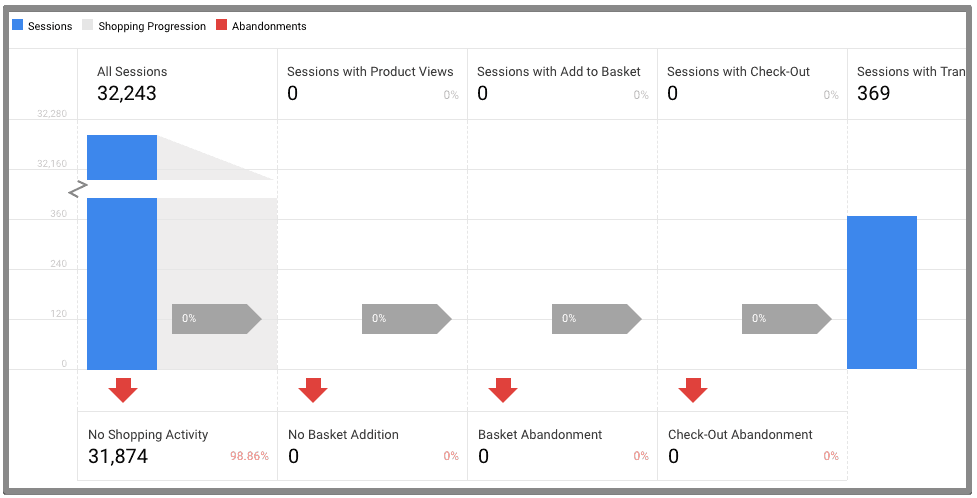 Sessions Shopping Progression Abandonments
All Sessions Sessions with Product Views Sessions with Add to Basket Sessions with Check-Out Sessions with Tran
32,243 0 0% 0 0% 0 0% 369
32,280
32,160
360
240
120
0
0% 0% 0% 0%
No Shopping Activity No Basket Addition Basket Abandonment Check-Out Abandonment
31,874 98.86% 0 0% 0 0% 0 0%